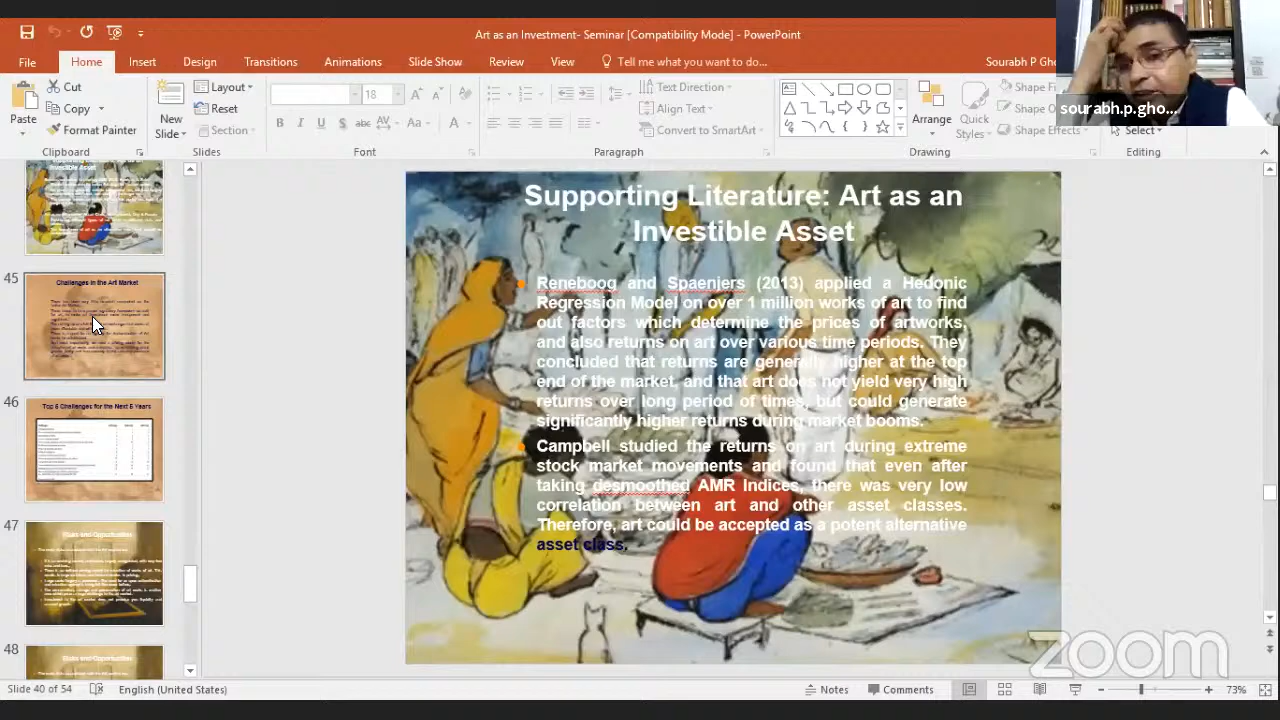 Art as an Investment- Seminar [Compatibility Mode] - PowerPoint
File Home Insert Design Transitions Animations Slide Show Review View Tell me what you want to do... Sourabh P Gho
sourabh.p.gho...
Paste
Cut
Copy
Format Painter
Clipboard
New Slide
Layout
Reset
Section
Slides
18
B I U S abc AV Aa A
Font
Text Direction
Align Text
Convert to SmartArt
Paragraph
Arrange
Quick Styles
Shape Fi
Shape
Shape Effects
Drawing
Select
Editing
45
Challenges in the Art Market
46
Top 5 Challenges for the Next 5 Years
47
48
Supporting Literature: Art as an
Investible Asset
Reneboog and Spaenjers (2013) applied a Hedonic
Regression Model on over 1 million works of art to find
out factors which determine the prices of artworks,
and also returns on art over various time periods. They
concluded that returns are generally higher at the top
end of the market, and that art does not yield very high
returns over long period of times, but could generate
significantly higher returns during market booms.
Campbell studied the returns on art during extreme
stock market movements and found that even after
taking desmoothed AMR Indices, there was very low
correlation between art and other asset classes.
Therefore, art could be accepted as a potent alternative
asset class.
zoom
Slide 40 of 54 English (United States) Notes Comments 73%